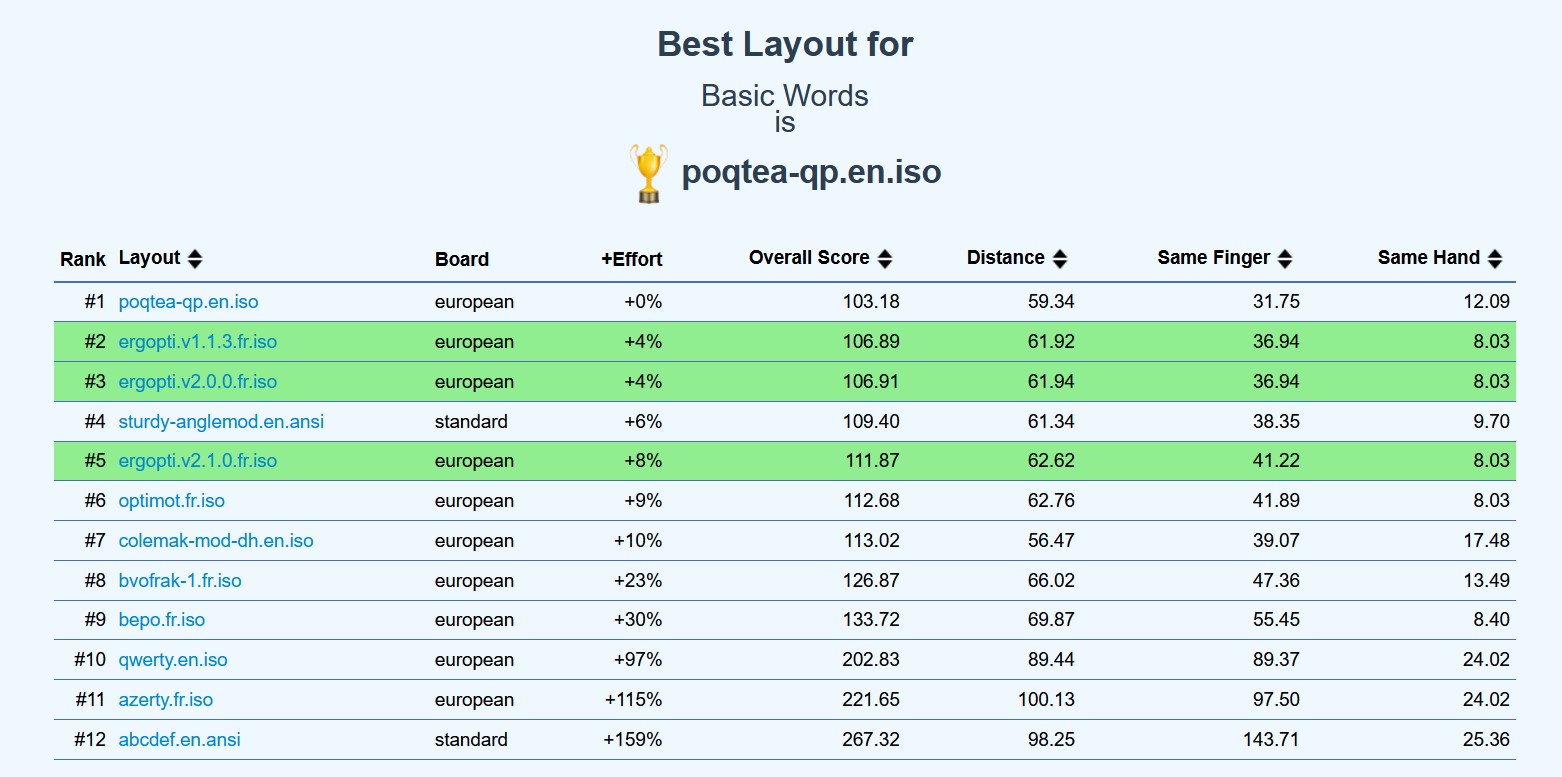 Best Layout for
Basic Words
is
poqtea-qp.en.iso
Rank Layout Board +Effort Overall Score Distance Same Finger Same Hand
#1 poqtea-qp.en.iso european +0% 103.18 59.34 31.75 12.09
#2 ergopti.v1.1.3.fr.iso european +4% 106.89 61.92 36.94 8.03
#3 ergopti.v2.0.0.fr.iso european +4% 106.91 61.94 36.94 8.03
#4 sturdy-anglemod.en.ansi standard +6% 109.40 61.34 38.35 9.70
#5 ergopti.v2.1.0.fr.iso european +8% 111.87 62.62 41.22 8.03
#6 optimot.fr.iso european +9% 112.68 62.76 41.89 8.03
#7 colemak-mod-dh.en.iso european +10% 113.02 56.47 39.07 17.48
#8 bvofrak-1.fr.iso european +23% 126.87 66.02 47.36 13.49
#9 bepo.fr.iso european +30% 133.72 69.87 55.45 8.40
#10 qwerty.en.iso european +97% 202.83 89.44 89.37 24.02
#11 azerty.fr.iso european +115% 221.65 100.13 97.50 24.02
#12 abcdef.en.ansi standard +159% 267.32 98.25 143.71 25.36